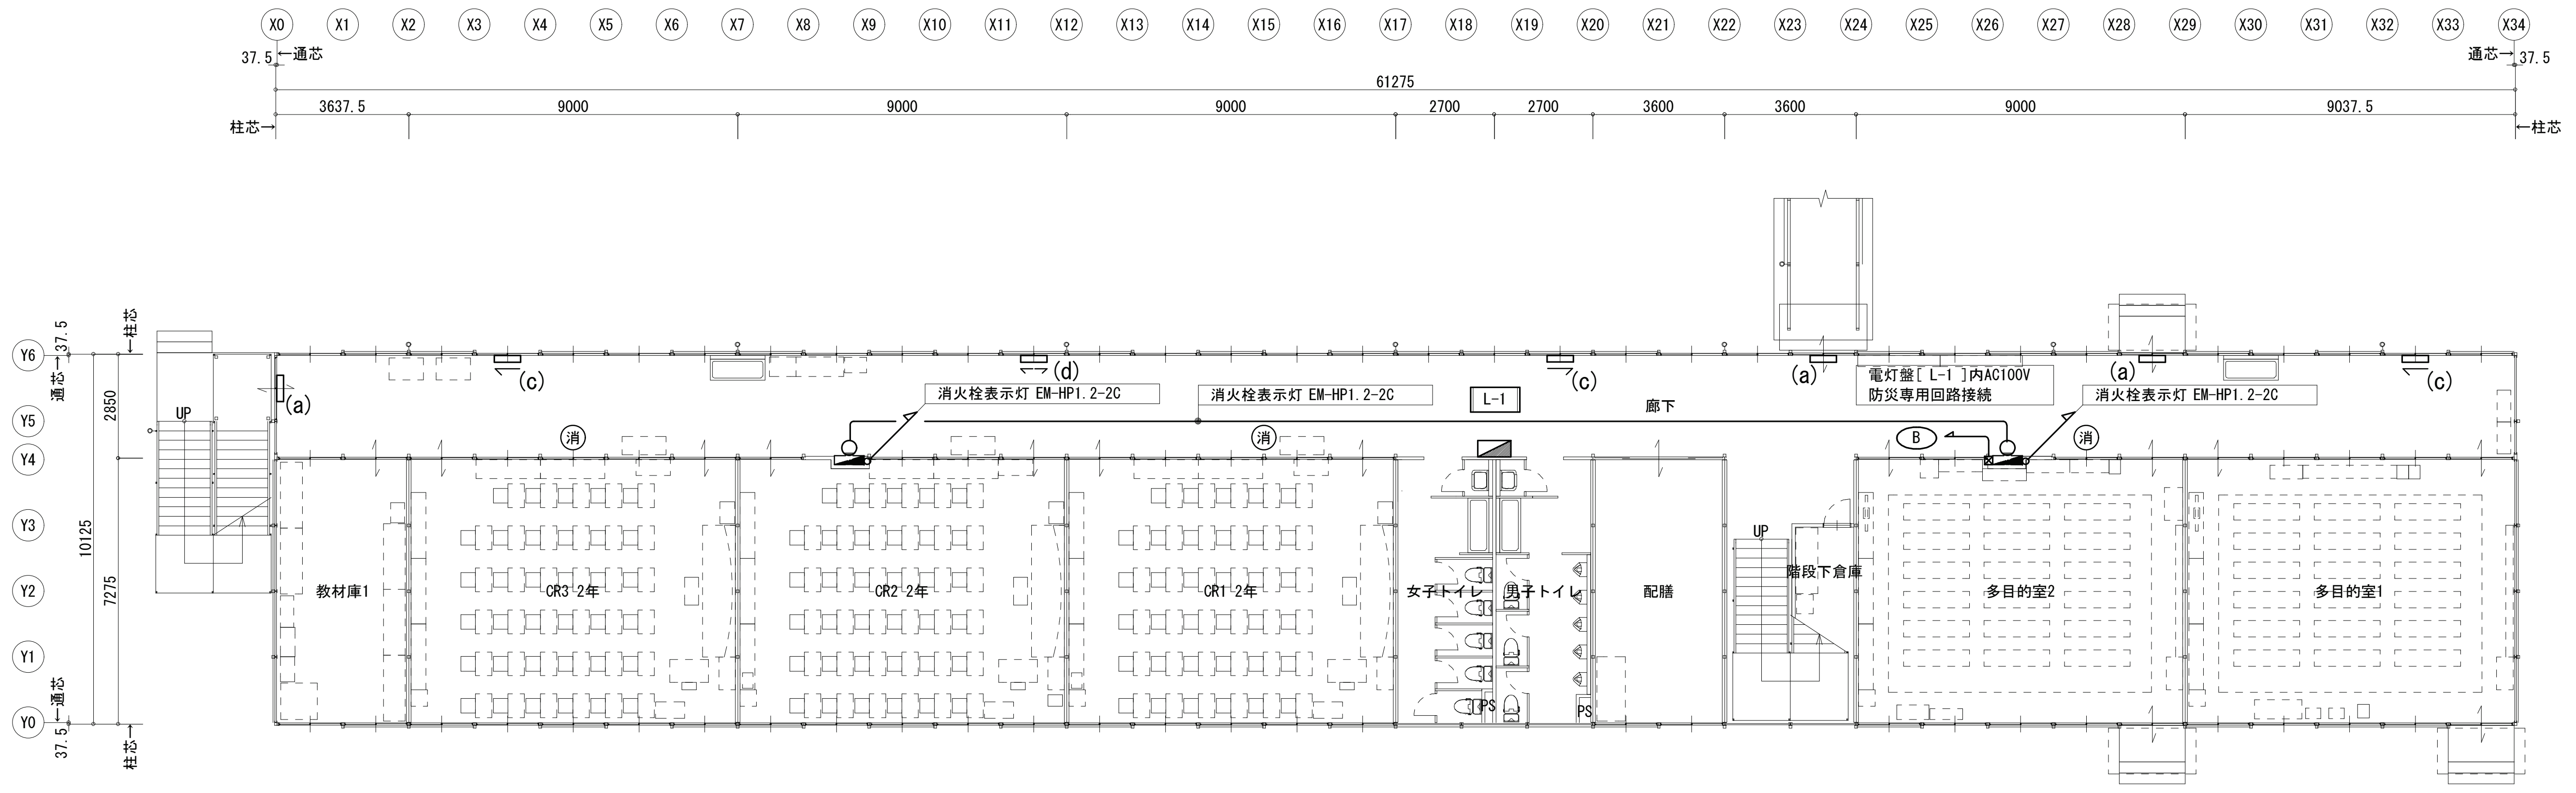 X0 X1 X2 X3 X4 X5 X6 X7 X8 X9 X10 X11 X12 X13 X14 X15 X16 X17 X18 X19 X20 X21 X22 X23 X24 X25 X26 X27 X28 X29 X30 X31 X32 X33 X34
←通芯
通芯→
37.5
37.5
61275
3637.5 9000 9000 9000 2700 2700 3600 3600 9000 9037.5
柱芯→
←柱芯
Y6
Y5
Y4
Y3
Y2
Y1
Y0
37.5
通芯→
←柱芯
2850
10125
7275
←通芯
37.5
柱芯→
UP
(a)
(c)
(d)
(c)
(a)
(a)
(c)
消火栓表示灯 EM-HP1.2-2C
消火栓表示灯 EM-HP1.2-2C
L-1
廊下
電灯盤[ L-1 ]内AC100V
防災専用回路接続
消火栓表示灯 EM-HP1.2-2C
消
消
B
消
UP
教材庫1
CR3 2年
CR2 2年
CR1 2年
女子トイレ
男子トイレ
配膳
階段下倉庫
多目的室2
多目的室1
PS
PS